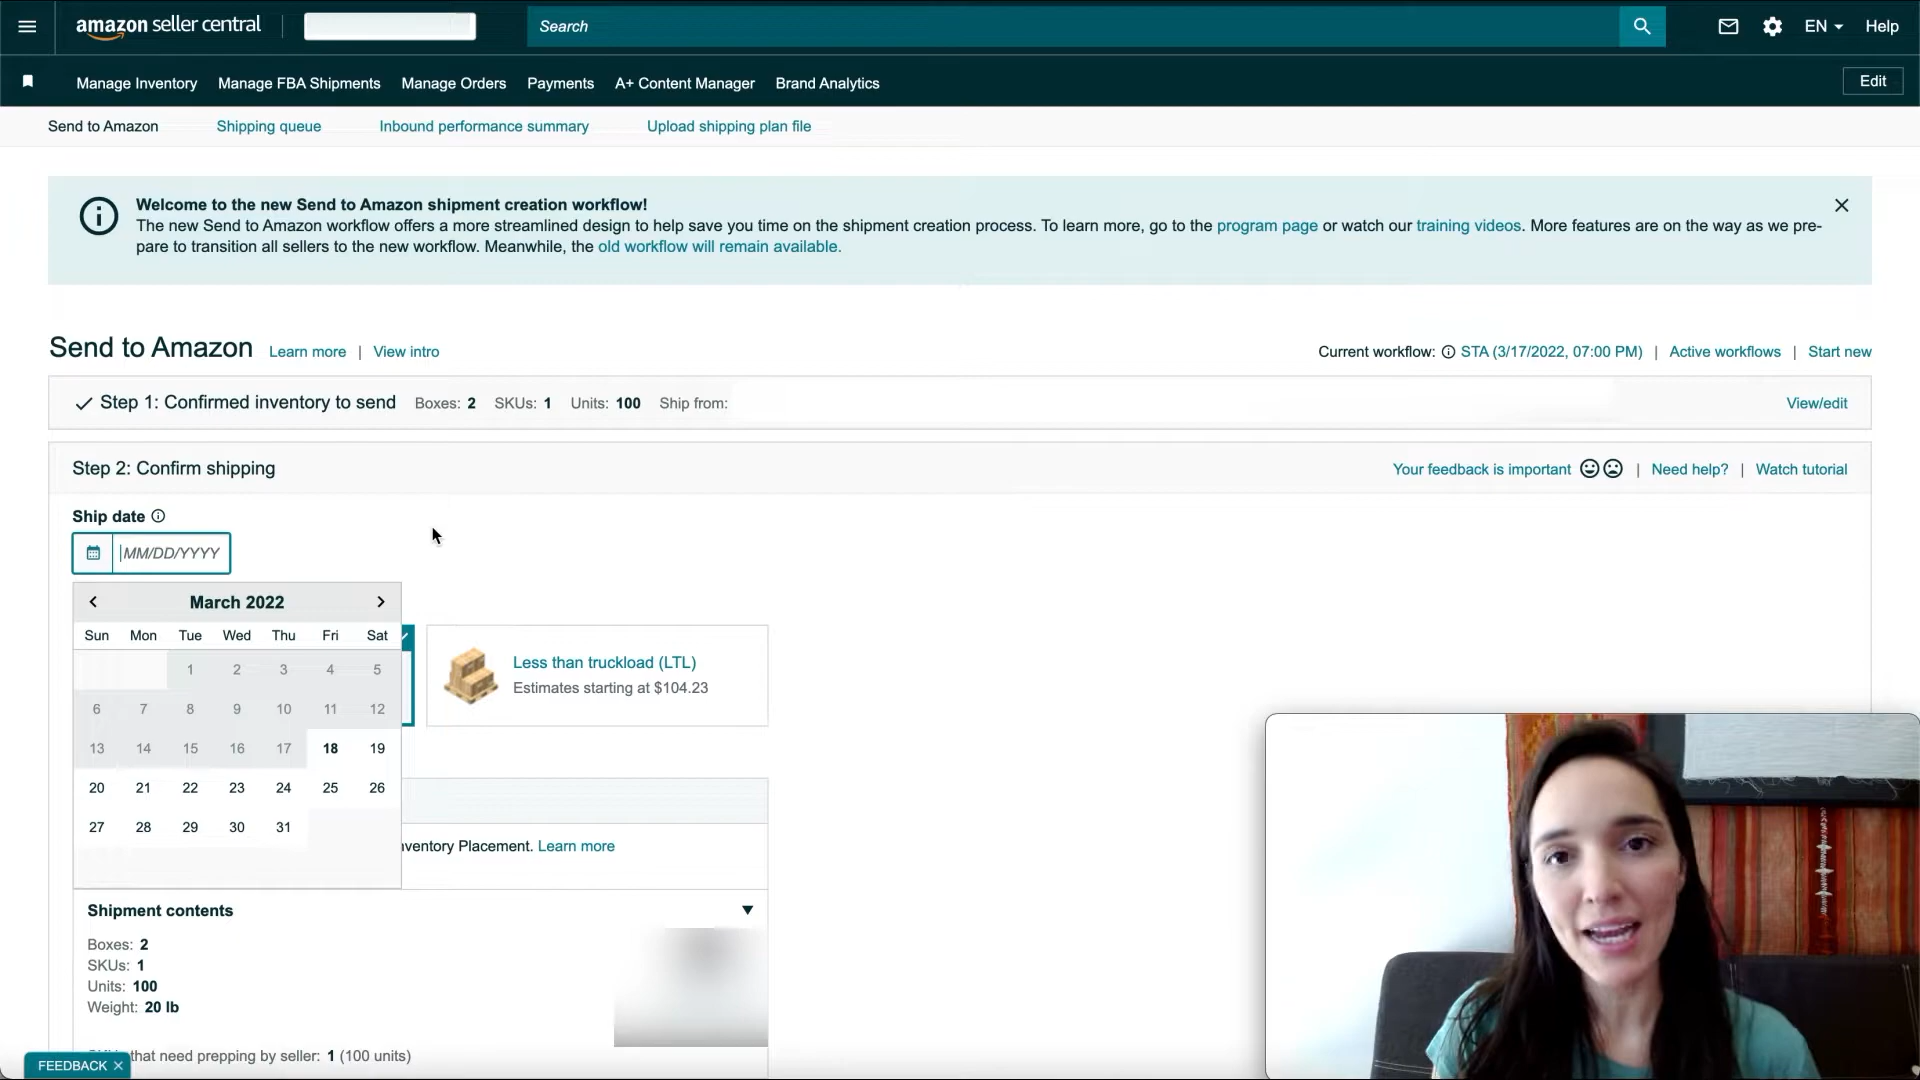 amazon seller central
Search
EN
Help
Manage Inventory
Manage FBA Shipments
Manage Orders
Payments
A+ Content Manager
Brand Analytics
Edit
Send to Amazon
Shipping queue
Inbound performance summary
Upload shipping plan file
Welcome to the new Send to Amazon shipment creation workflow!
The new Send to Amazon workflow offers a more streamlined design to help save you time on the shipment creation process. To learn more, go to the program page or watch our training videos. More features are on the way as we pre-
pare to transition all sellers to the new workflow. Meanwhile, the old workflow will remain available.
Send to Amazon
Learn more | View intro
Current workflow: STA (3/17/2022, 07:00 PM) | Active workflows | Start new
Step 1: Confirmed inventory to send
Boxes: 2 SKUs: 1 Units: 100 Ship from:
View/edit
Step 2: Confirm shipping
Your feedback is important | Need help? | Watch tutorial
Ship date
MM/DD/YYYY
March 2022
Sun Mon Tue Wed Thu Fri Sat
1 2 3 4 5
6 7 8 9 10 11 12
13 14 15 16 17 18 19
20 21 22 23 24 25 26
27 28 29 30 31
Less than truckload (LTL)
Estimates starting at $104.23
ventory Placement. Learn more
Shipment contents
Boxes: 2
SKUs: 1
Units: 100
Weight: 20 lb
that need prepping by seller: 1 (100 units)
FEEDBACK